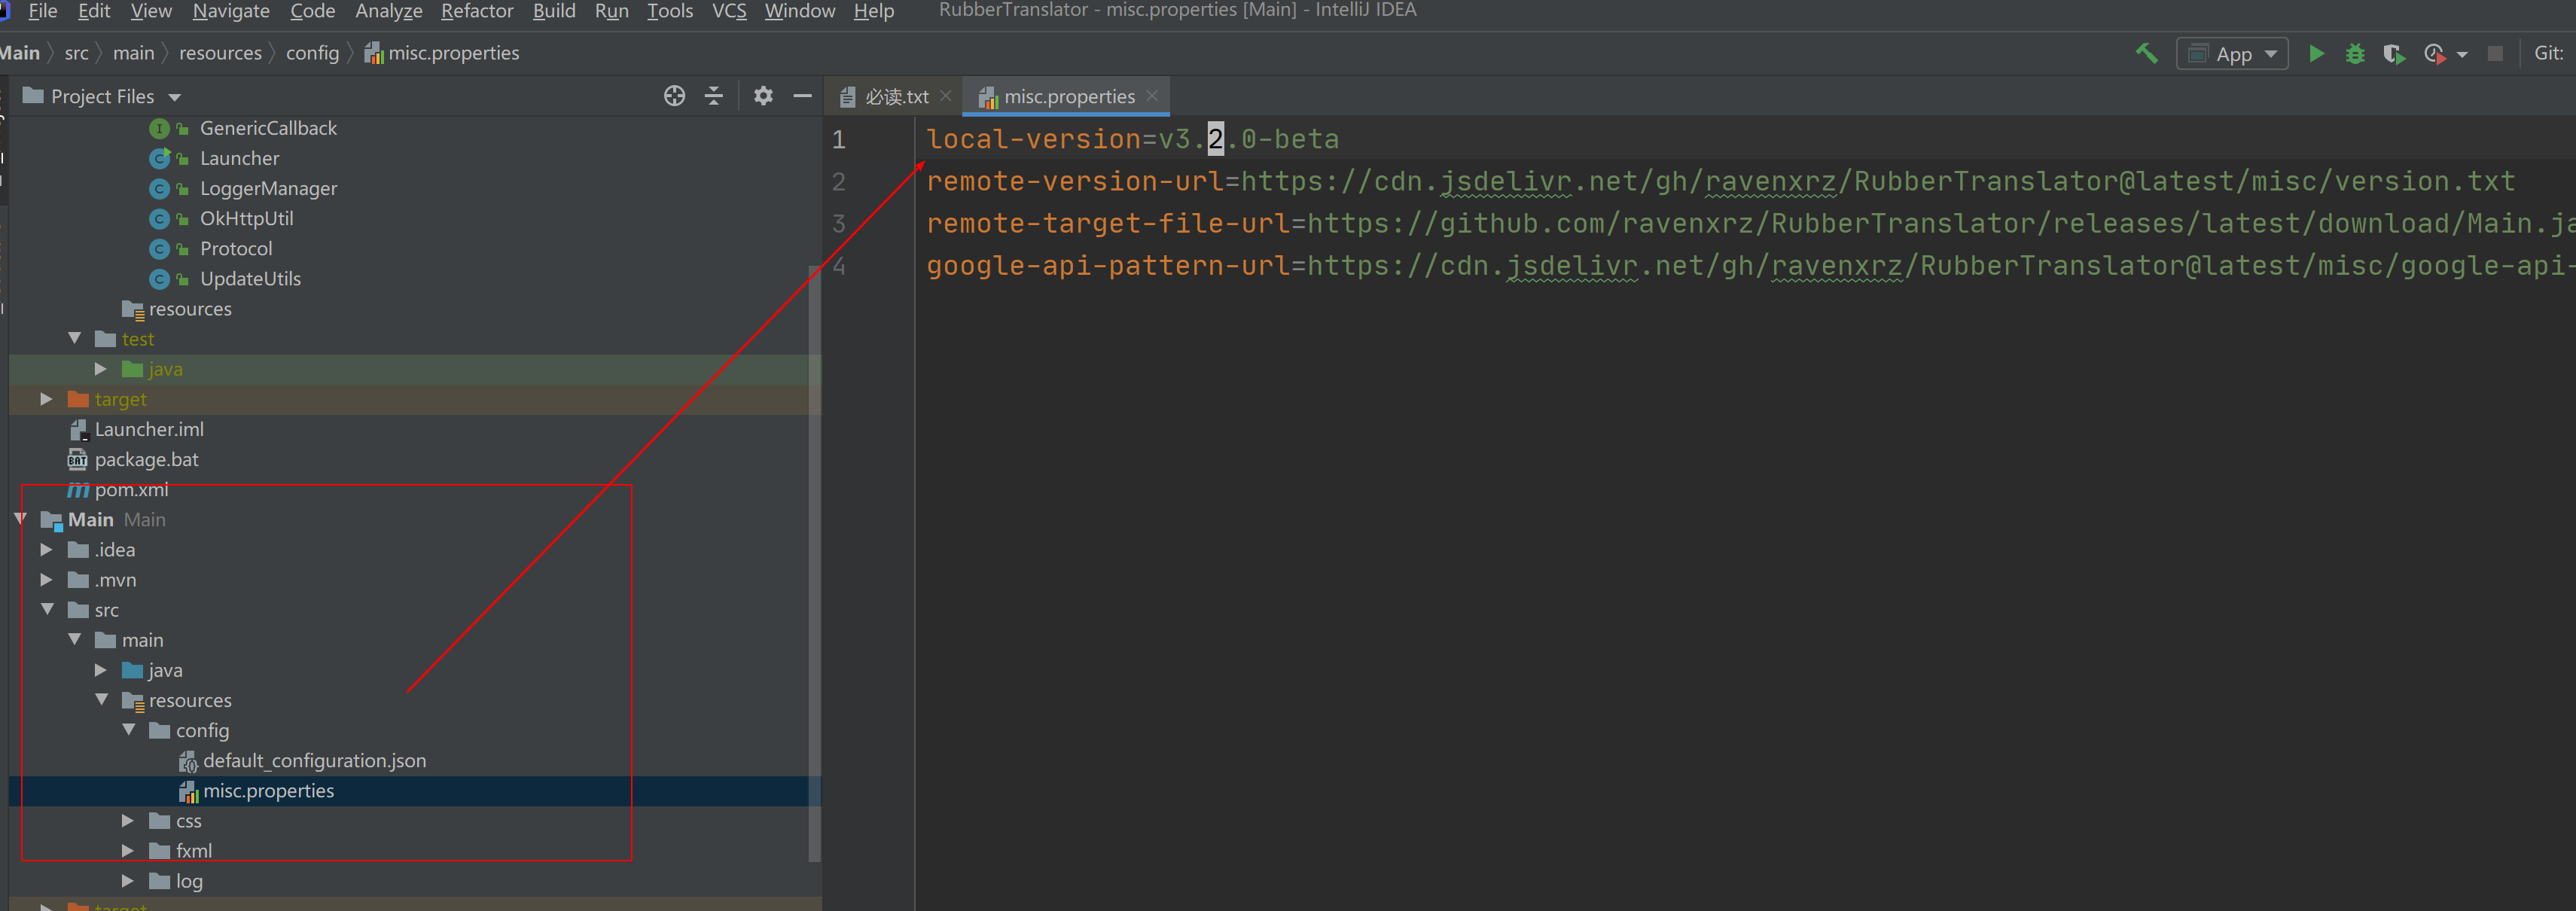 File Edit View Navigate Code Analyze Refactor Build Run Tools VCS Window Help RubberTranslator - misc.properties [Main] - IntelliJ IDEA
Main src main resources config misc.properties App Git:
Project Files 必读.txt misc.properties
GenericCallback
Launcher
LoggerManager
OkHttpUtil
Protocol
UpdateUtils
resources
test
java
target
Launcher.iml
package.bat
pom.xml
Main Main
.idea
.mvn
src
main
java
resources
config
default_configuration.json
misc.properties
css
fxml
log
target
1 local-version=v3.2.0-beta
2 remote-version-url=https://cdn.jsdelivr.net/gh/ravenxrz/RubberTranslator@latest/misc/version.txt
3 remote-target-file-url=https://github.com/ravenxrz/RubberTranslator/releases/latest/download/Main.ja
4 google-api-pattern-url=https://cdn.jsdelivr.net/gh/ravenxrz/RubberTranslator@latest/misc/google-api-